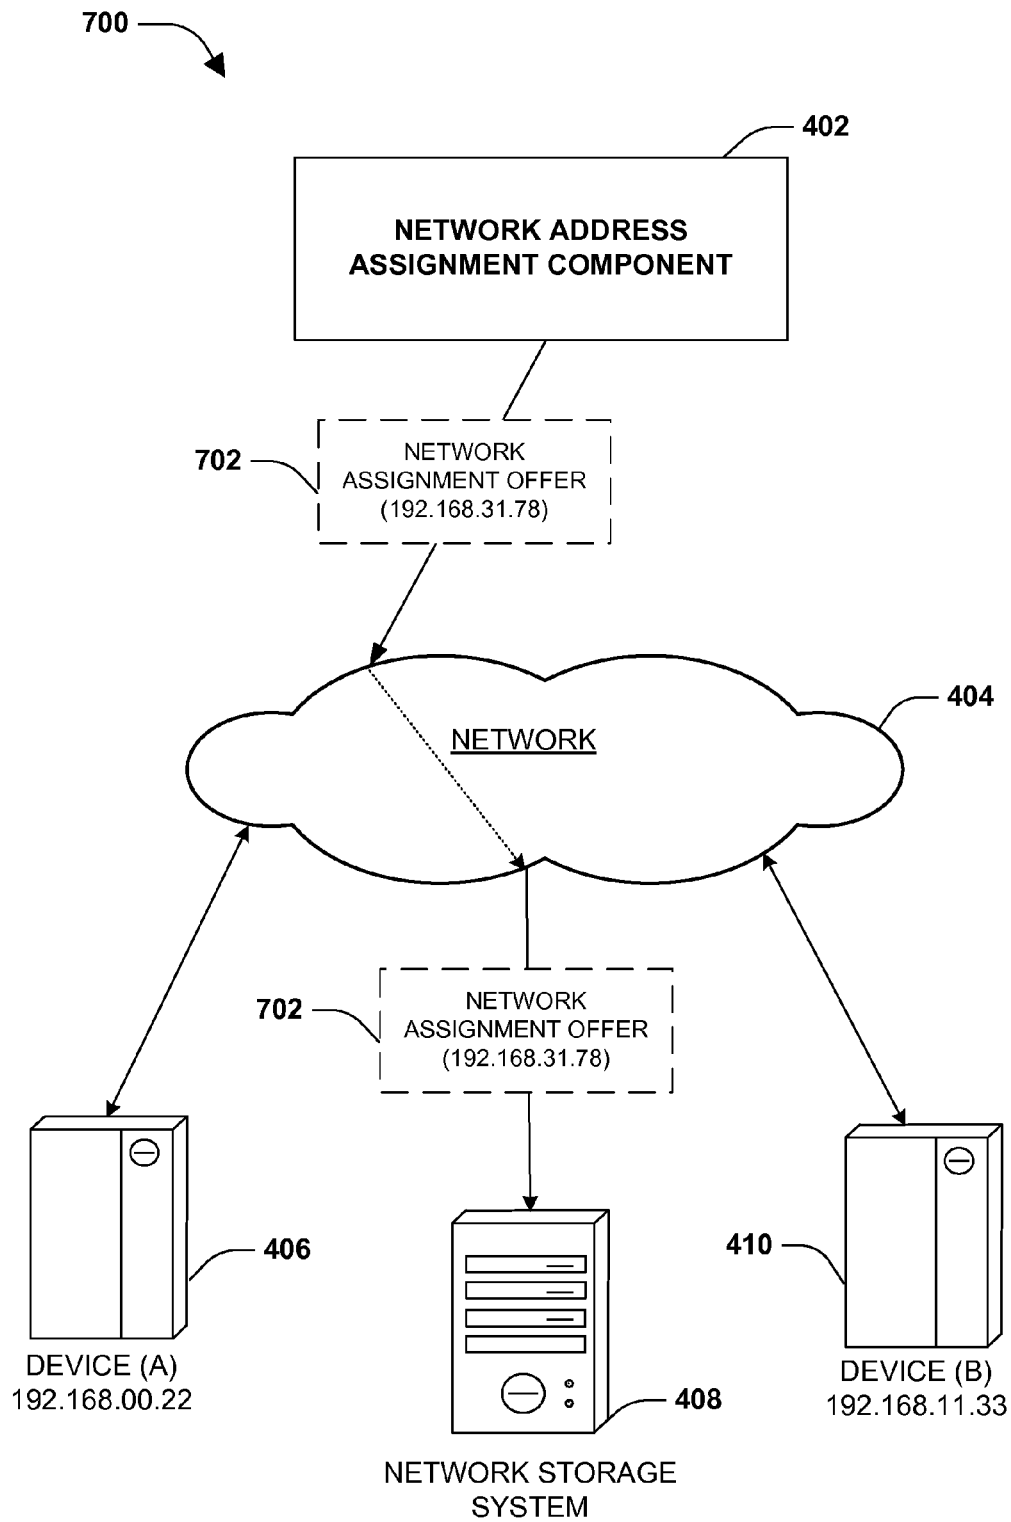 700
402
NETWORK ADDRESS
ASSIGNMENT COMPONENT
702
NETWORK
ASSIGNMENT OFFER
(192.168.31.78)
404
NETWORK
702
NETWORK
ASSIGNMENT OFFER
(192.168.31.78)
406
410
DEVICE (A)
192.168.00.22
DEVICE (B)
192.168.11.33
408
NETWORK STORAGE
SYSTEM